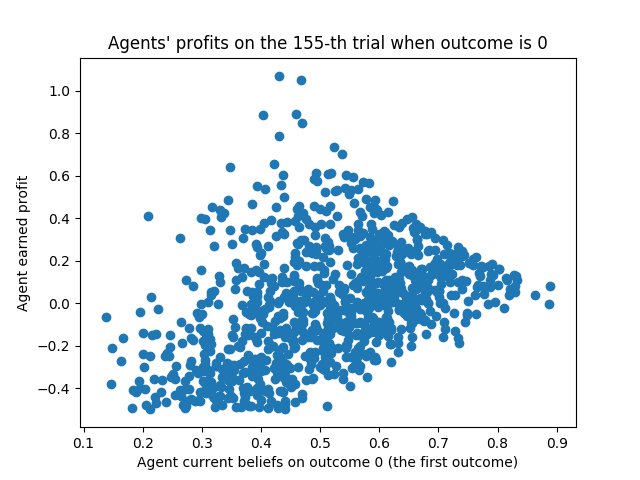 Agents' profits on the 155-th trial when outcome is 0
Agent earned profit
1.0
0.8
0.6
0.4
0.2
0.0
−0.2
−0.4
0.1 0.2 0.3 0.4 0.5 0.6 0.7 0.8 0.9
Agent current beliefs on outcome 0 (the first outcome)